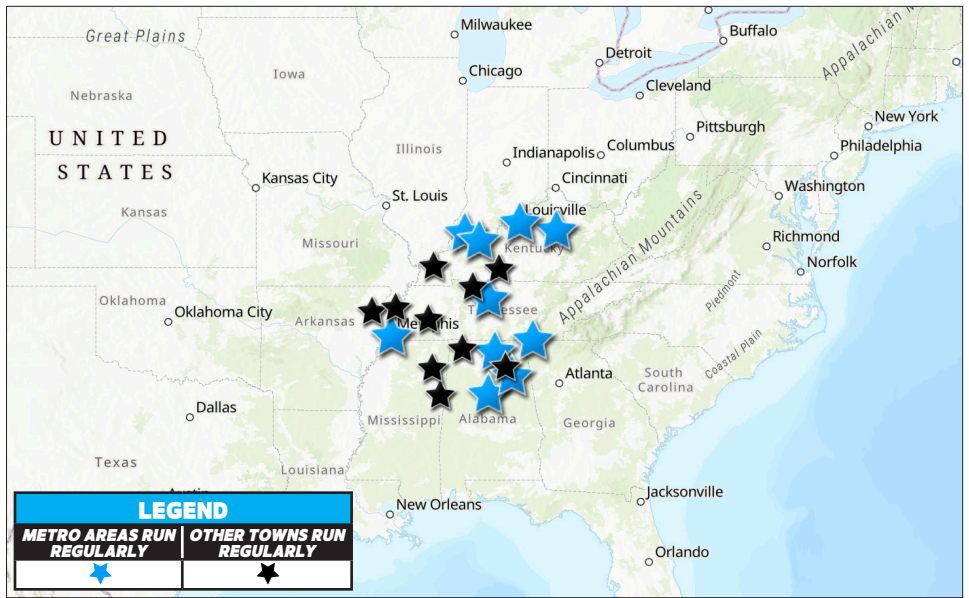 Milwaukee
Buffalo
Great Plains
Detroit
Appalachian M
Iowa
Chicago
Cleveland
Nebraska
New York
Pittsburgh
UNITED
STATES
Illinois
Indianapolis
Columbus
Philadelphia
Kansas City
Cincinnati
Washington
St. Louis
Kansas
Louisville
Missouri
Kentucky
Richmond
Appalachian Mountains
Norfolk
Oklahoma
Piedmont
Oklahoma City
Arkansas
Memphis
Tennessee
Coastal Plain
Atlanta
South
Carolina
Dallas
Mississippi
Alabama
Georgia
Texas
Louisiana
Austin
Jacksonville
New Orleans
Orlando
LEGEND
METRO AREAS RUN
REGULARLY
OTHER TOWNS RUN
REGULARLY